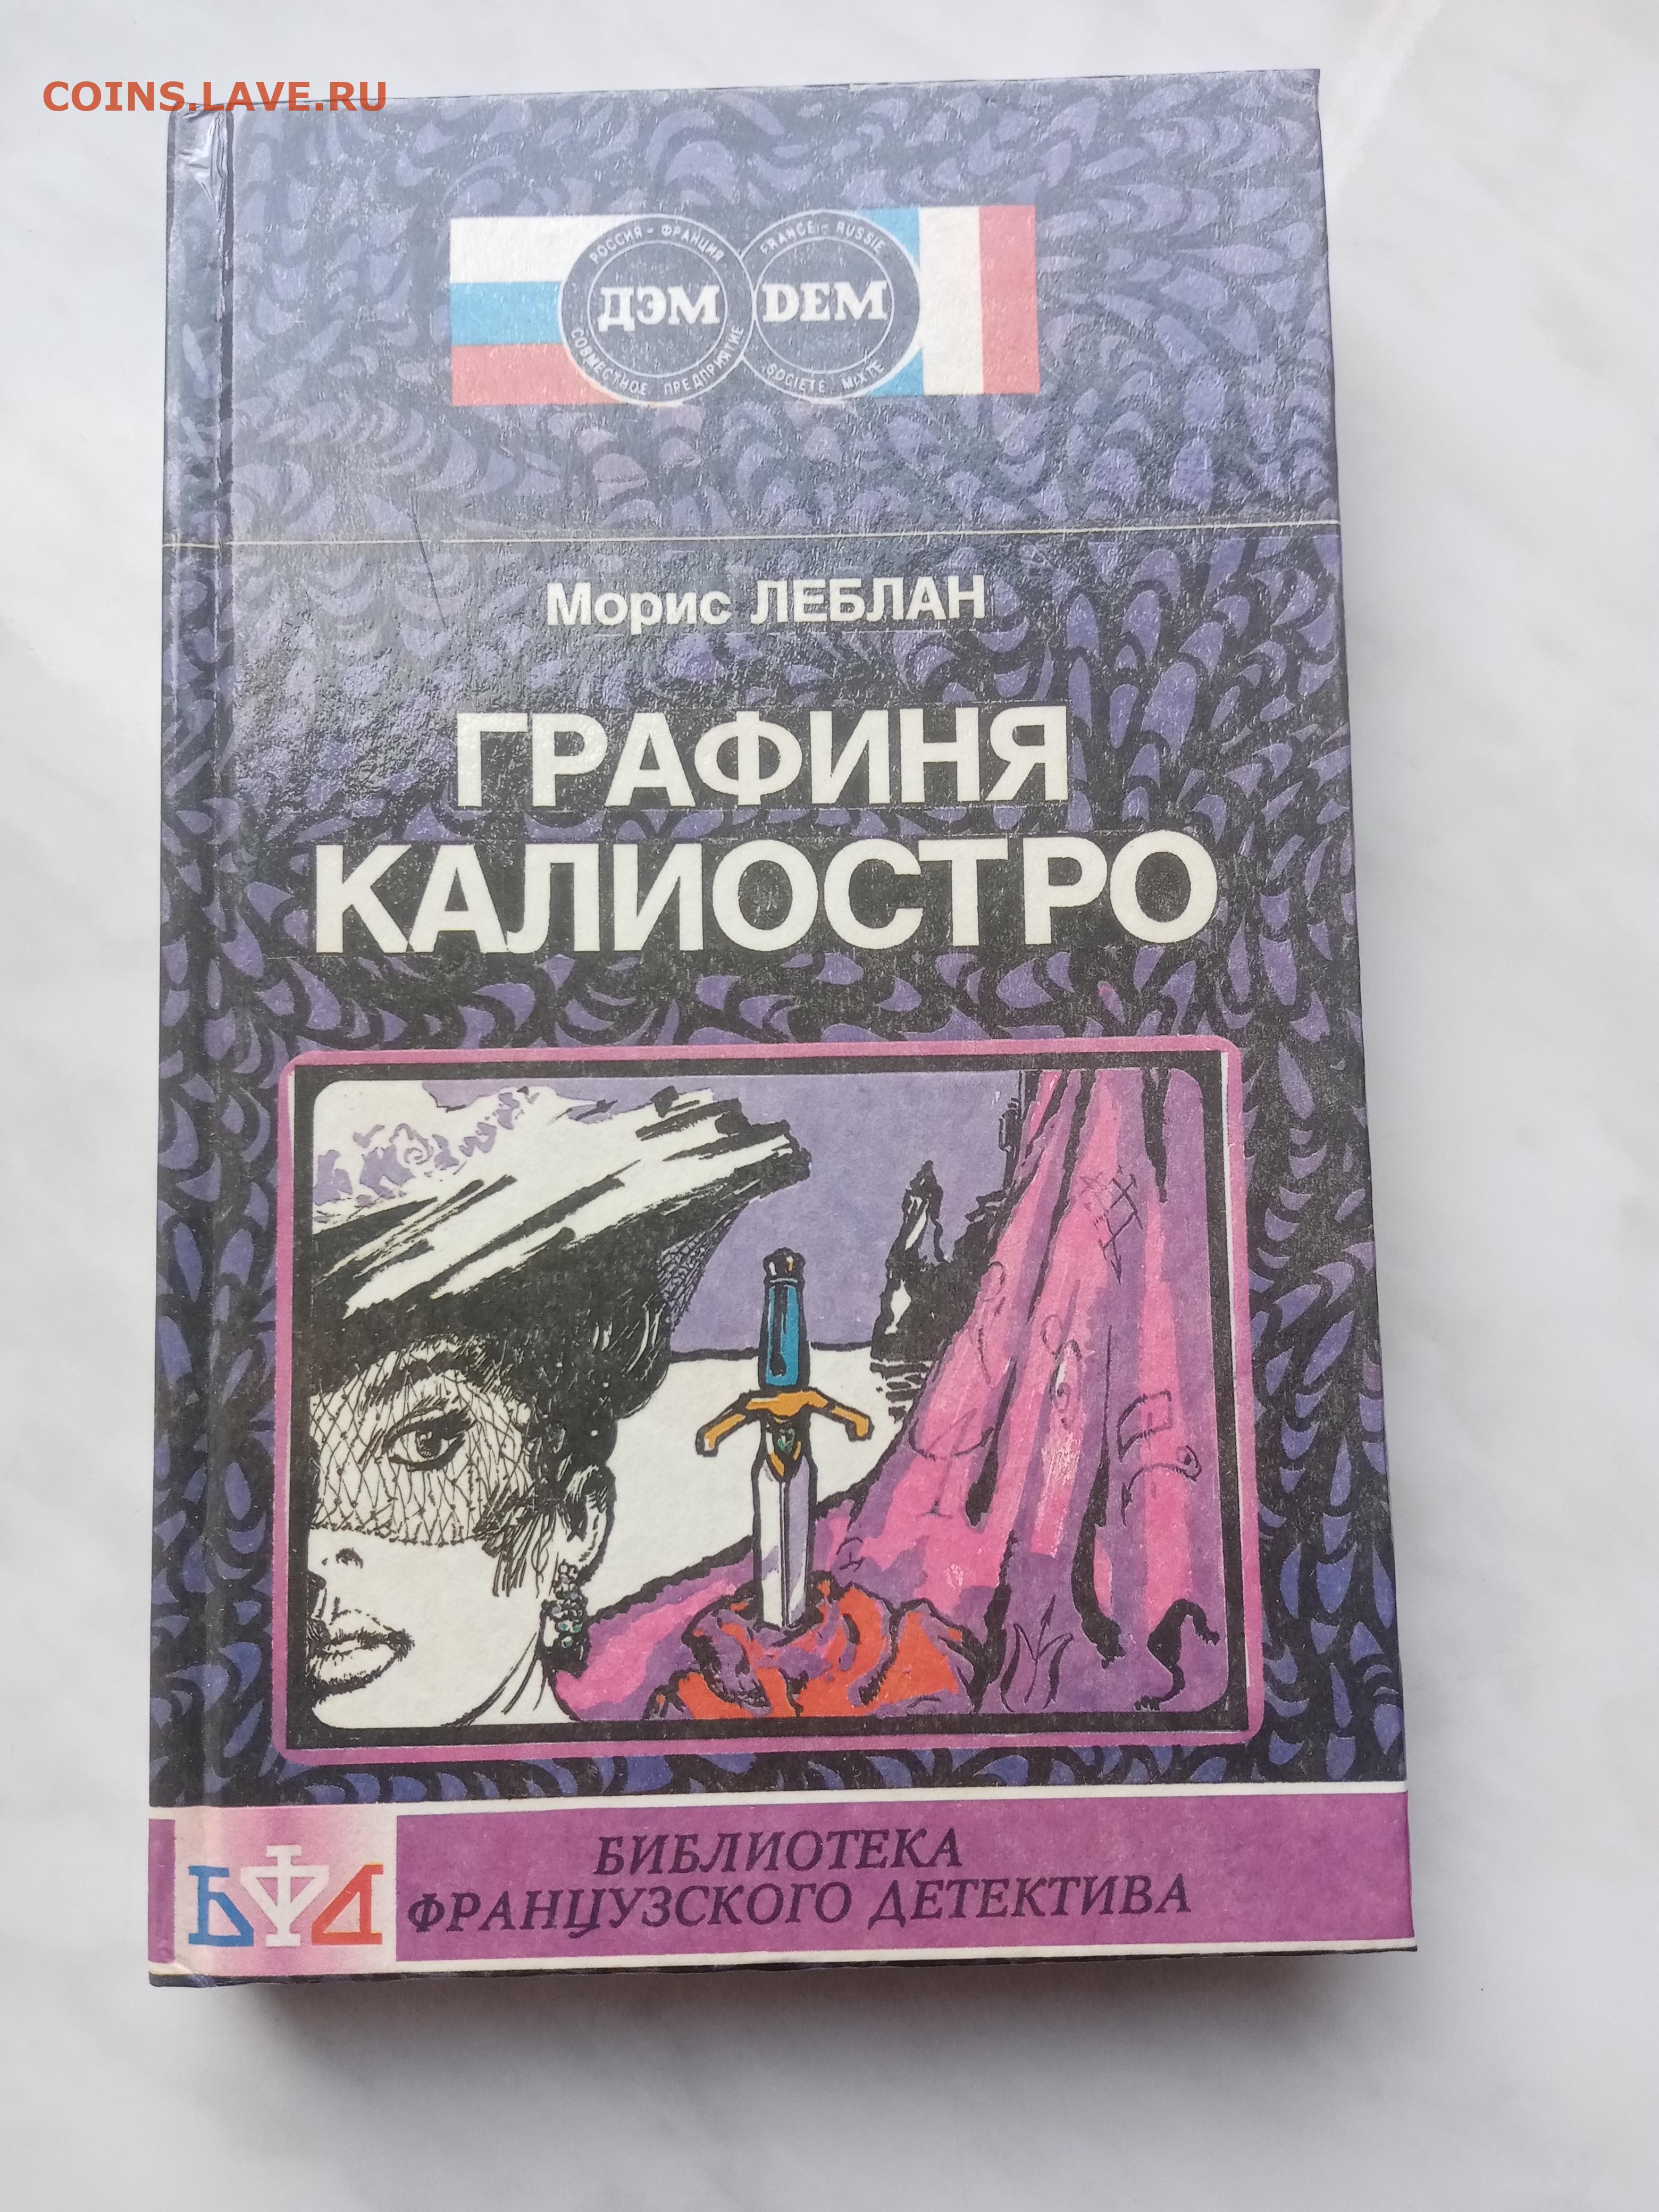 COINS.LAVE.RU
РОССИЯ - ФРАНЦИЯ
ДЭМ
СОВМЕСТНОЕ ПРЕДПРИЯТИЕ
FRANCE - RUSSIE
DEM
SOCIETE MIXTE
Морис ЛЕБЛАН
ГРАФИНЯ
КАЛИОСТРО
БФД
БИБЛИОТЕКА
ФРАНЦУЗСКОГО ДЕТЕКТИВА